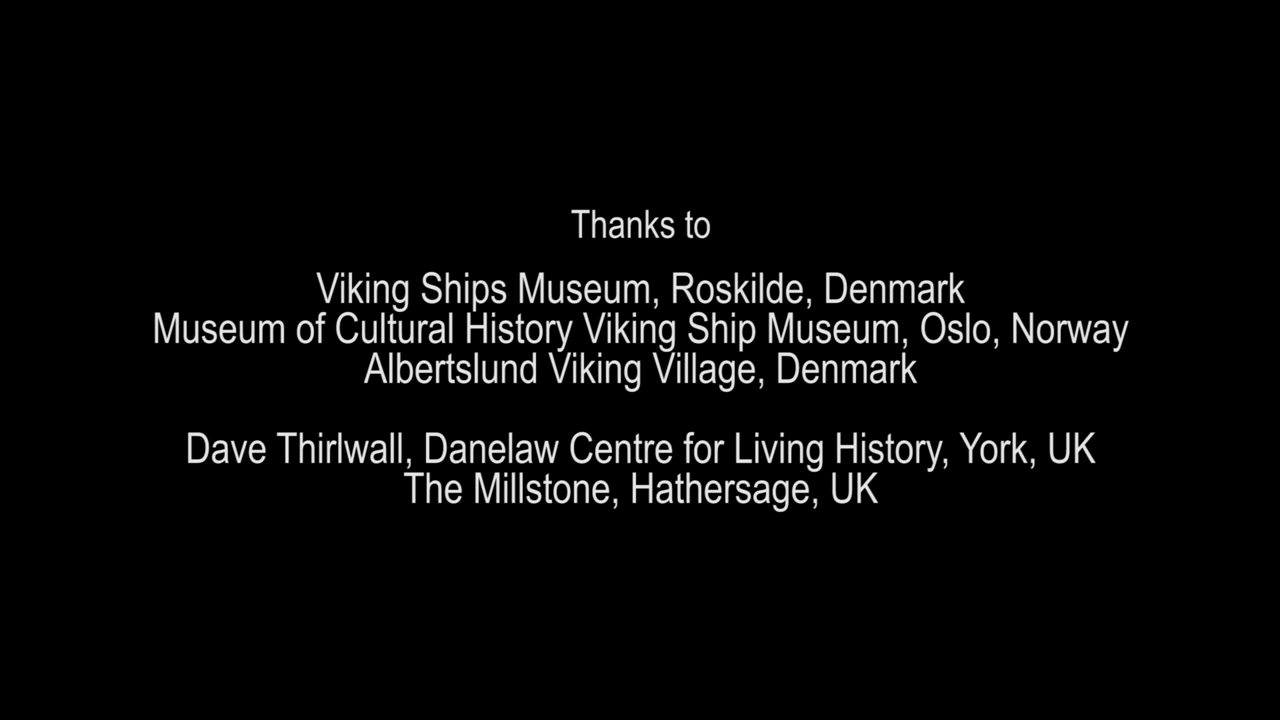 Thanks to
Viking Ships Museum, Roskilde, Denmark
Museum of Cultural History Viking Ship Museum, Oslo, Norway
Albertslund Viking Village, Denmark
Dave Thirlwall, Danelaw Centre for Living History, York, UK
The Millstone, Hathersage, UK